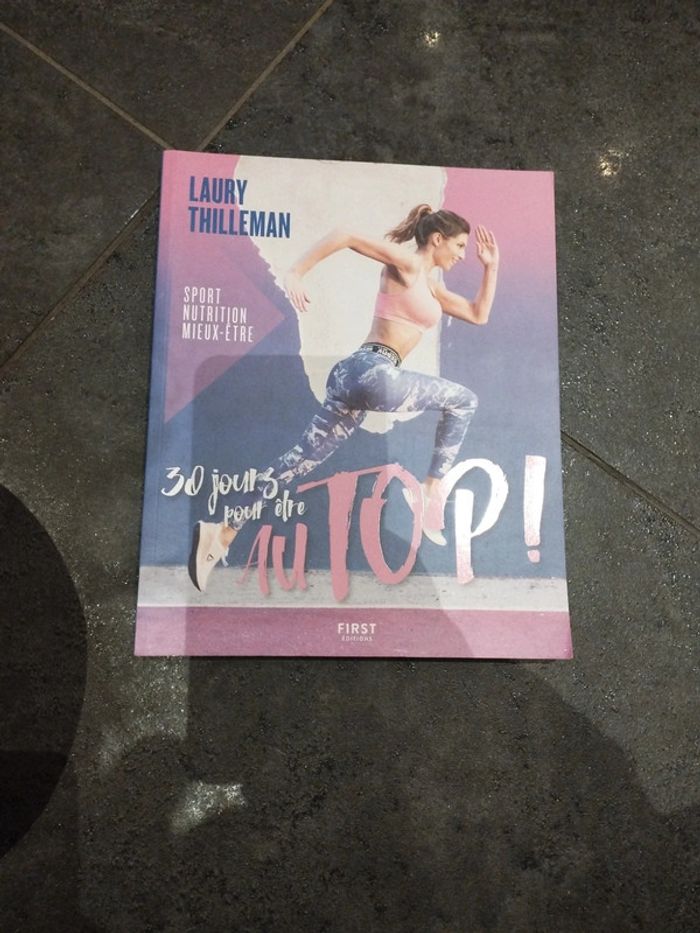 LAURY
THILLEMAN
SPORT
NUTRITION
MIEUX-ÊTRE
30 jours
pour être
AU TOP !
FIRST
ÉDITIONS